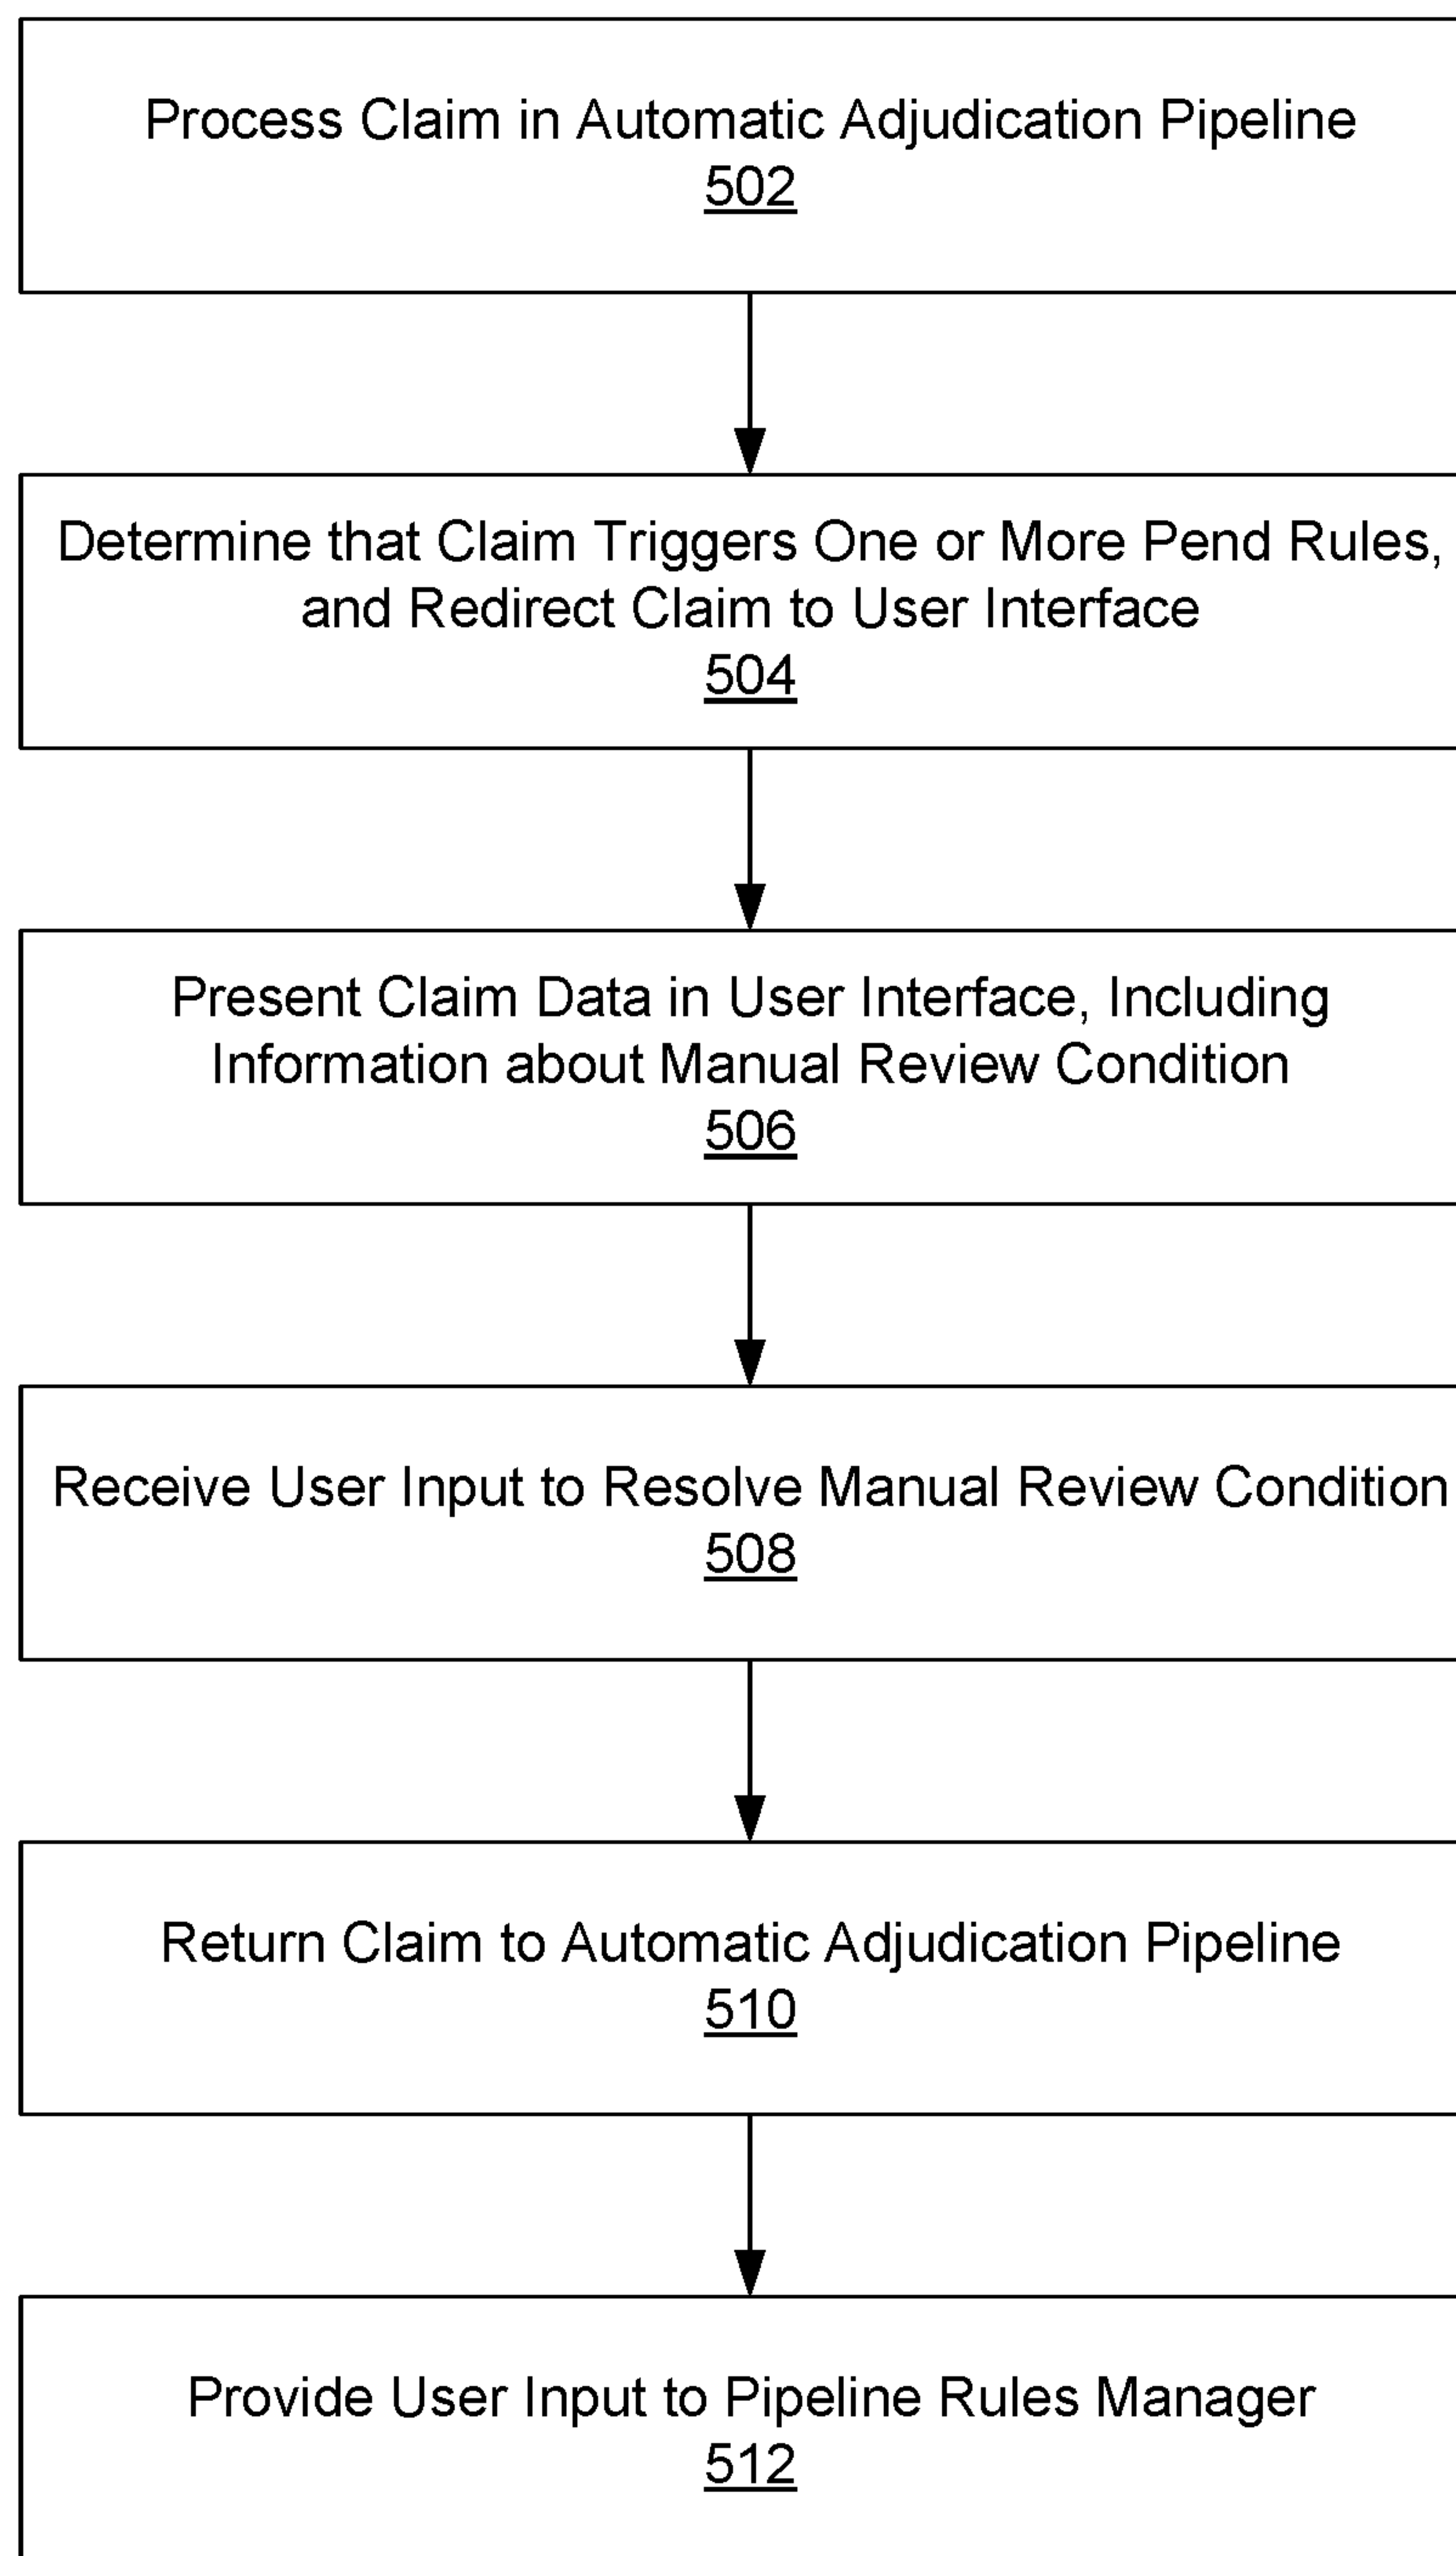 Process Claim in Automatic Adjudication Pipeline
502
Determine that Claim Triggers One or More Pend Rules,
and Redirect Claim to User Interface
504
Present Claim Data in User Interface, Including
Information about Manual Review Condition
506
Receive User Input to Resolve Manual Review Condition
508
Return Claim to Automatic Adjudication Pipeline
510
Provide User Input to Pipeline Rules Manager
512